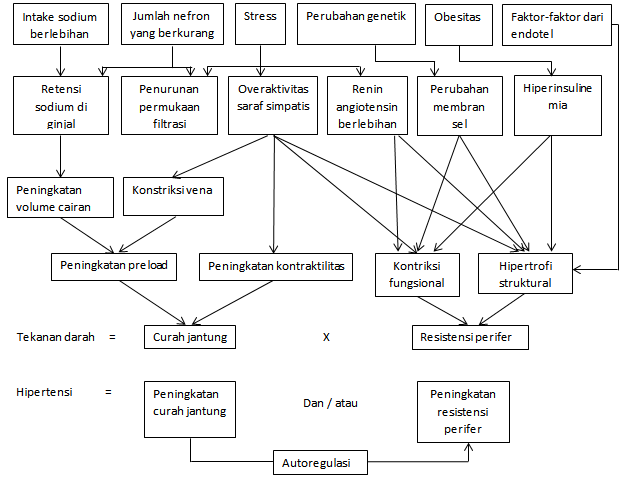 Intake sodium
berlebihan
Jumlah nefron
yang berkurang
Stress
Perubahan genetik
Obesitas
Faktor-faktor dari
endotel
Retensi
sodium di
ginjal
Penurunan
permukaan
filtrasi
Overaktivitas
saraf simpatis
Renin
angiotensin
berlebihan
Perubahan
membran
sel
Hiperinsuline
mia
Peningkatan
volume cairan
Konstriksi vena
Peningkatan preload
Peningkatan kontraktilitas
Kontriksi
fungsional
Hipertrofi
struktural
Tekanan darah =
Curah jantung
X
Resistensi perifer
Hipertensi =
Peningkatan
curah jantung
Dan / atau
Peningkatan
resistensi
perifer
Autoregulasi